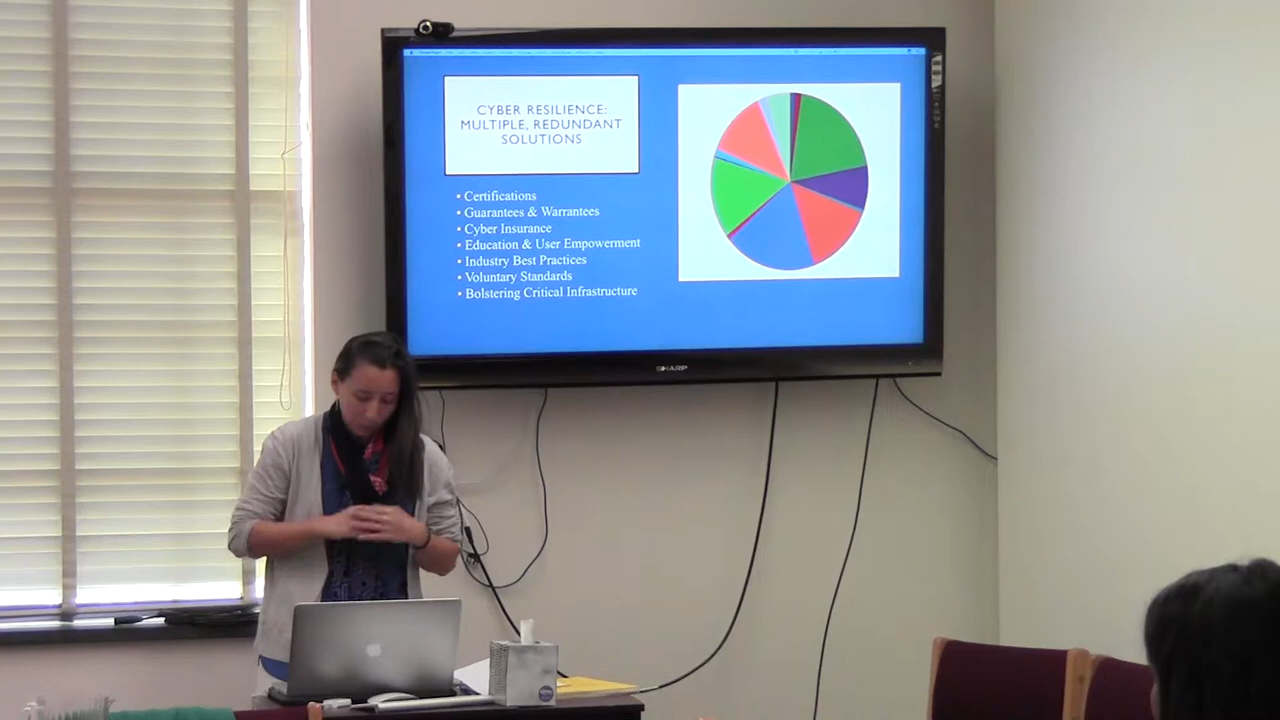 CYBER RESILIENCE:
MULTIPLE, REDUNDANT
SOLUTIONS
• Certifications
• Guarantees & Warrantees
• Cyber Insurance
• Education & User Empowerment
• Industry Best Practices
• Voluntary Standards
• Bolstering Critical Infrastructure
SHARP